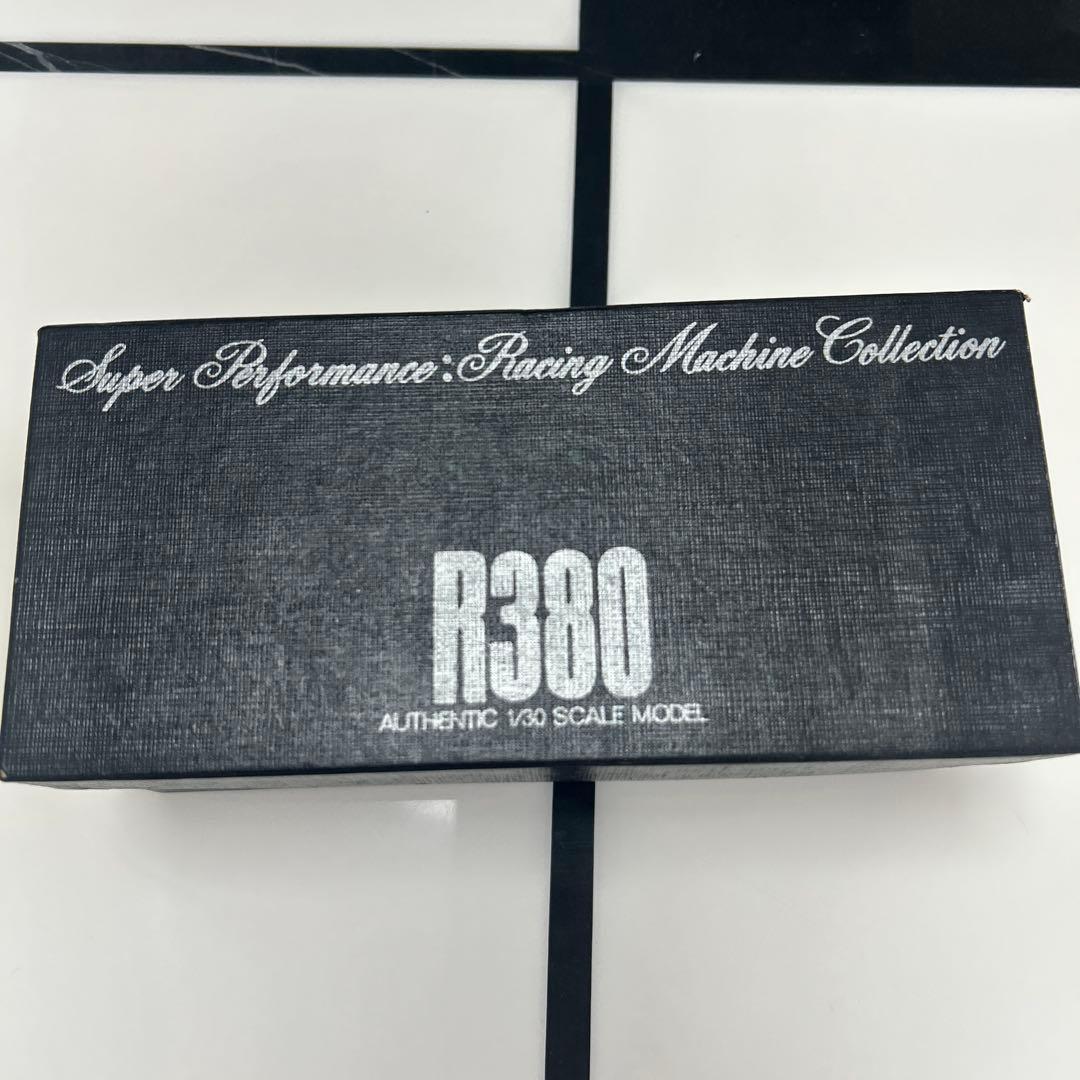 Super Performance: Racing Machine Collection
R380
AUTHENTIC 1/30 SCALE MODEL